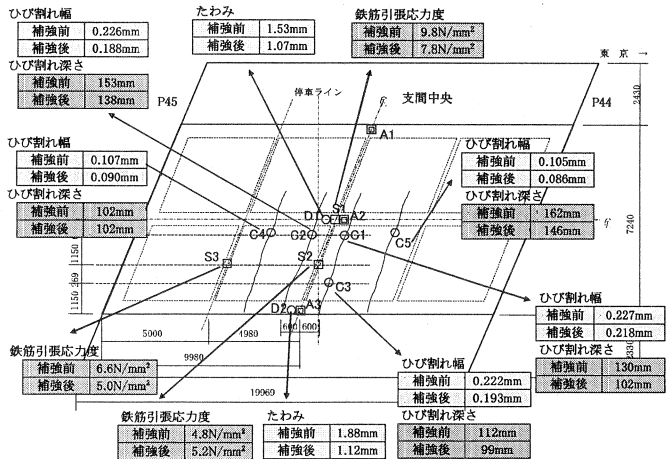 ひび割れ幅
補強前 0.226mm
補強後 0.188mm
ひび割れ深さ
補強前 153mm
補強後 138mm
たわみ
補強前 1.53mm
補強後 1.07mm
鉄筋引張応力度
補強前 9.8N/mm²
補強後 7.8N/mm²
東京 →
P45
停車ライン
支間中央
P44
2430
A1
ひび割れ幅
補強前 0.107mm
補強後 0.090mm
ひび割れ深さ
補強前 102mm
補強後 102mm
ひび割れ幅
補強前 0.105mm
補強後 0.086mm
ひび割れ深さ
補強前 162mm
補強後 146mm
7240
D1
S1
A2
C4
C2
C1
C5
S3
S2
C3
D2
A3
1150
269
1150
5000
4980
600
600
9980
19969
ひび割れ幅
補強前 0.227mm
補強後 0.218mm
ひび割れ深さ
補強前 130mm
補強後 102mm
鉄筋引張応力度
補強前 6.6N/mm²
補強後 5.0N/mm²
ひび割れ幅
補強前 0.222mm
補強後 0.193mm
ひび割れ深さ
補強前 112mm
補強後 99mm
鉄筋引張応力度
補強前 4.8N/mm²
補強後 5.2N/mm²
たわみ
補強前 1.88mm
補強後 1.12mm